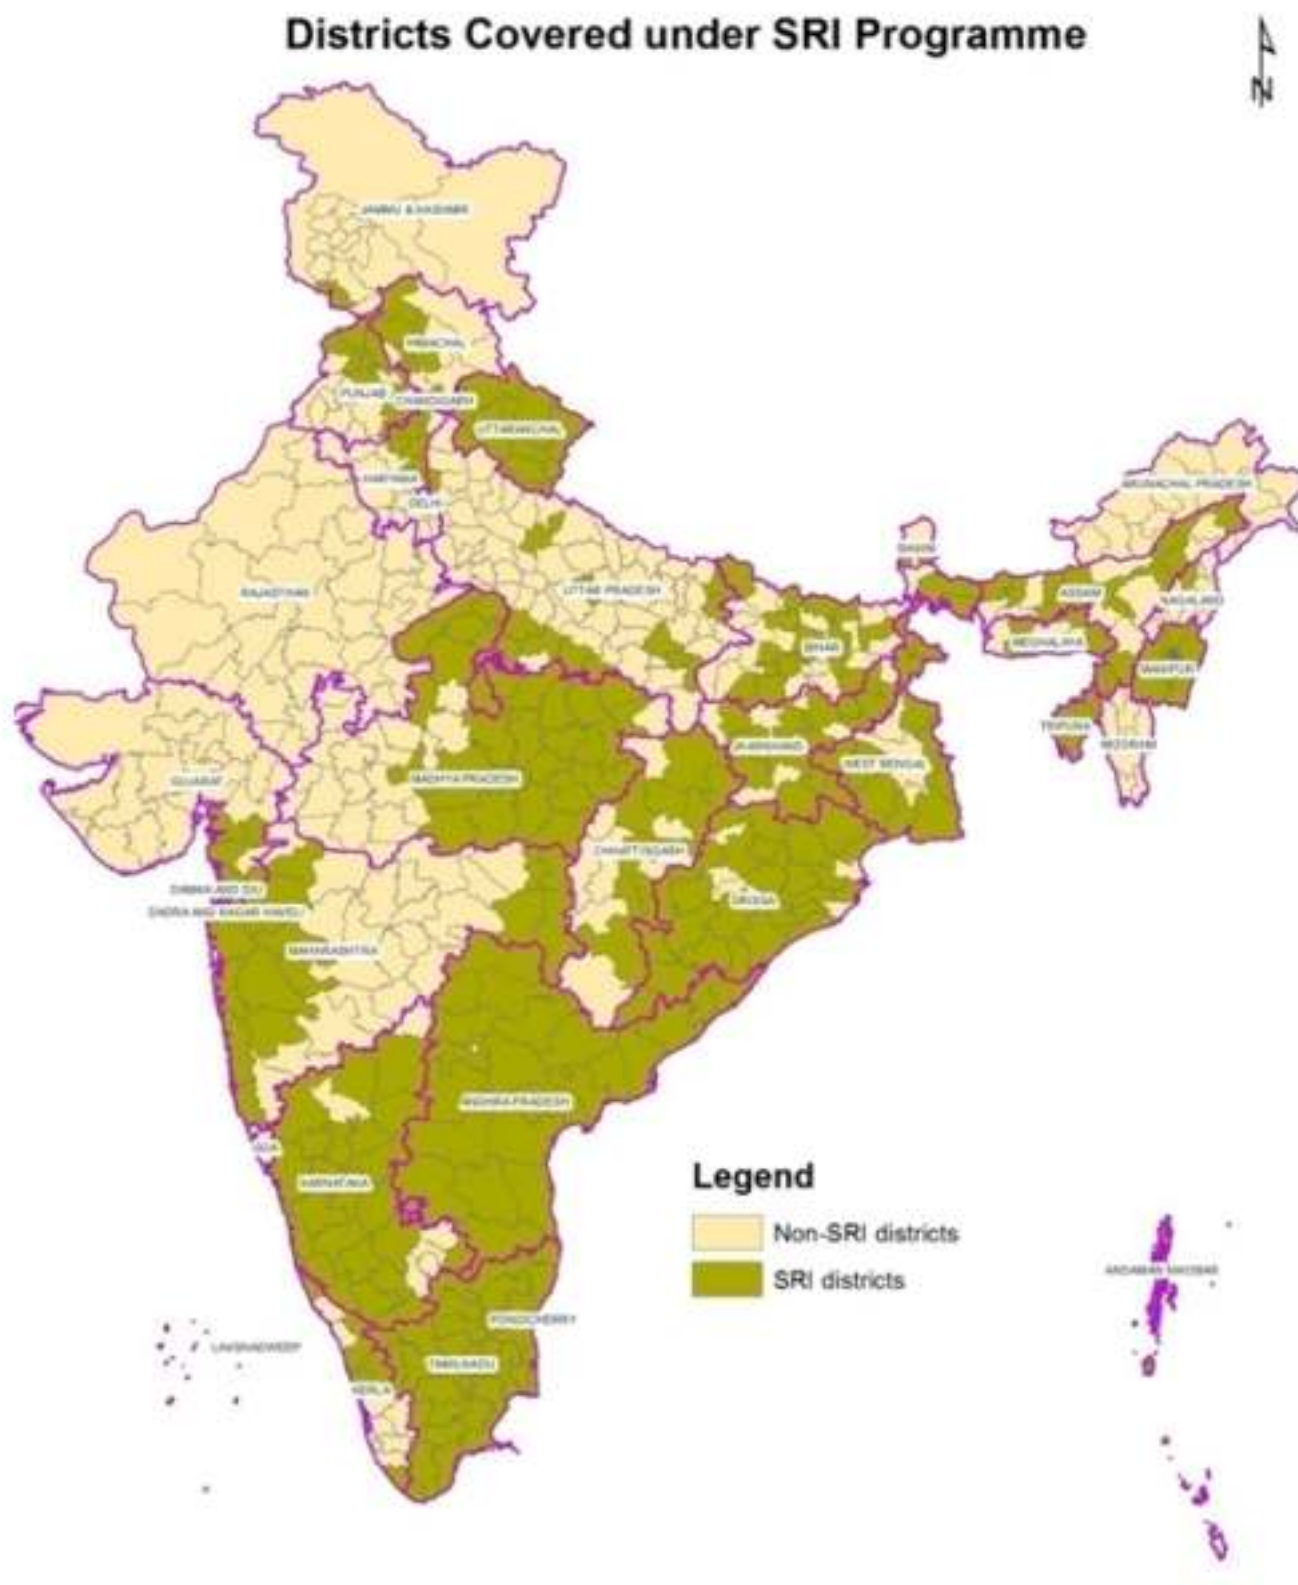 Districts Covered under SRI Programme
N
JAMMU & KASHMIR
HIMACHAL
PUNJAB
CHANDIGARH
UTTARANCHAL
HARYANA
DELHI
ARUNACHAL PRADESH
SIKKIM
RAJASTHAN
UTTAR PRADESH
ASSAM
NAGALAND
BIHAR
MEGHALAYA
MANIPUR
TRIPURA
MIZORAM
JHARKHAND
WEST BENGAL
GUJARAT
MADHYA PRADESH
CHHATTISGARH
DAMAN AND DIU
ORISSA
DADRA AND NAGAR HAVELI
MAHARASHTRA
ANDHRA PRADESH
GOA
KARNATAKA
Legend
Non-SRI districts
SRI districts
ANDAMAN NICOBAR
PONDCHERRY
LAKSHADWEEP
TAMILNADU
KERLA